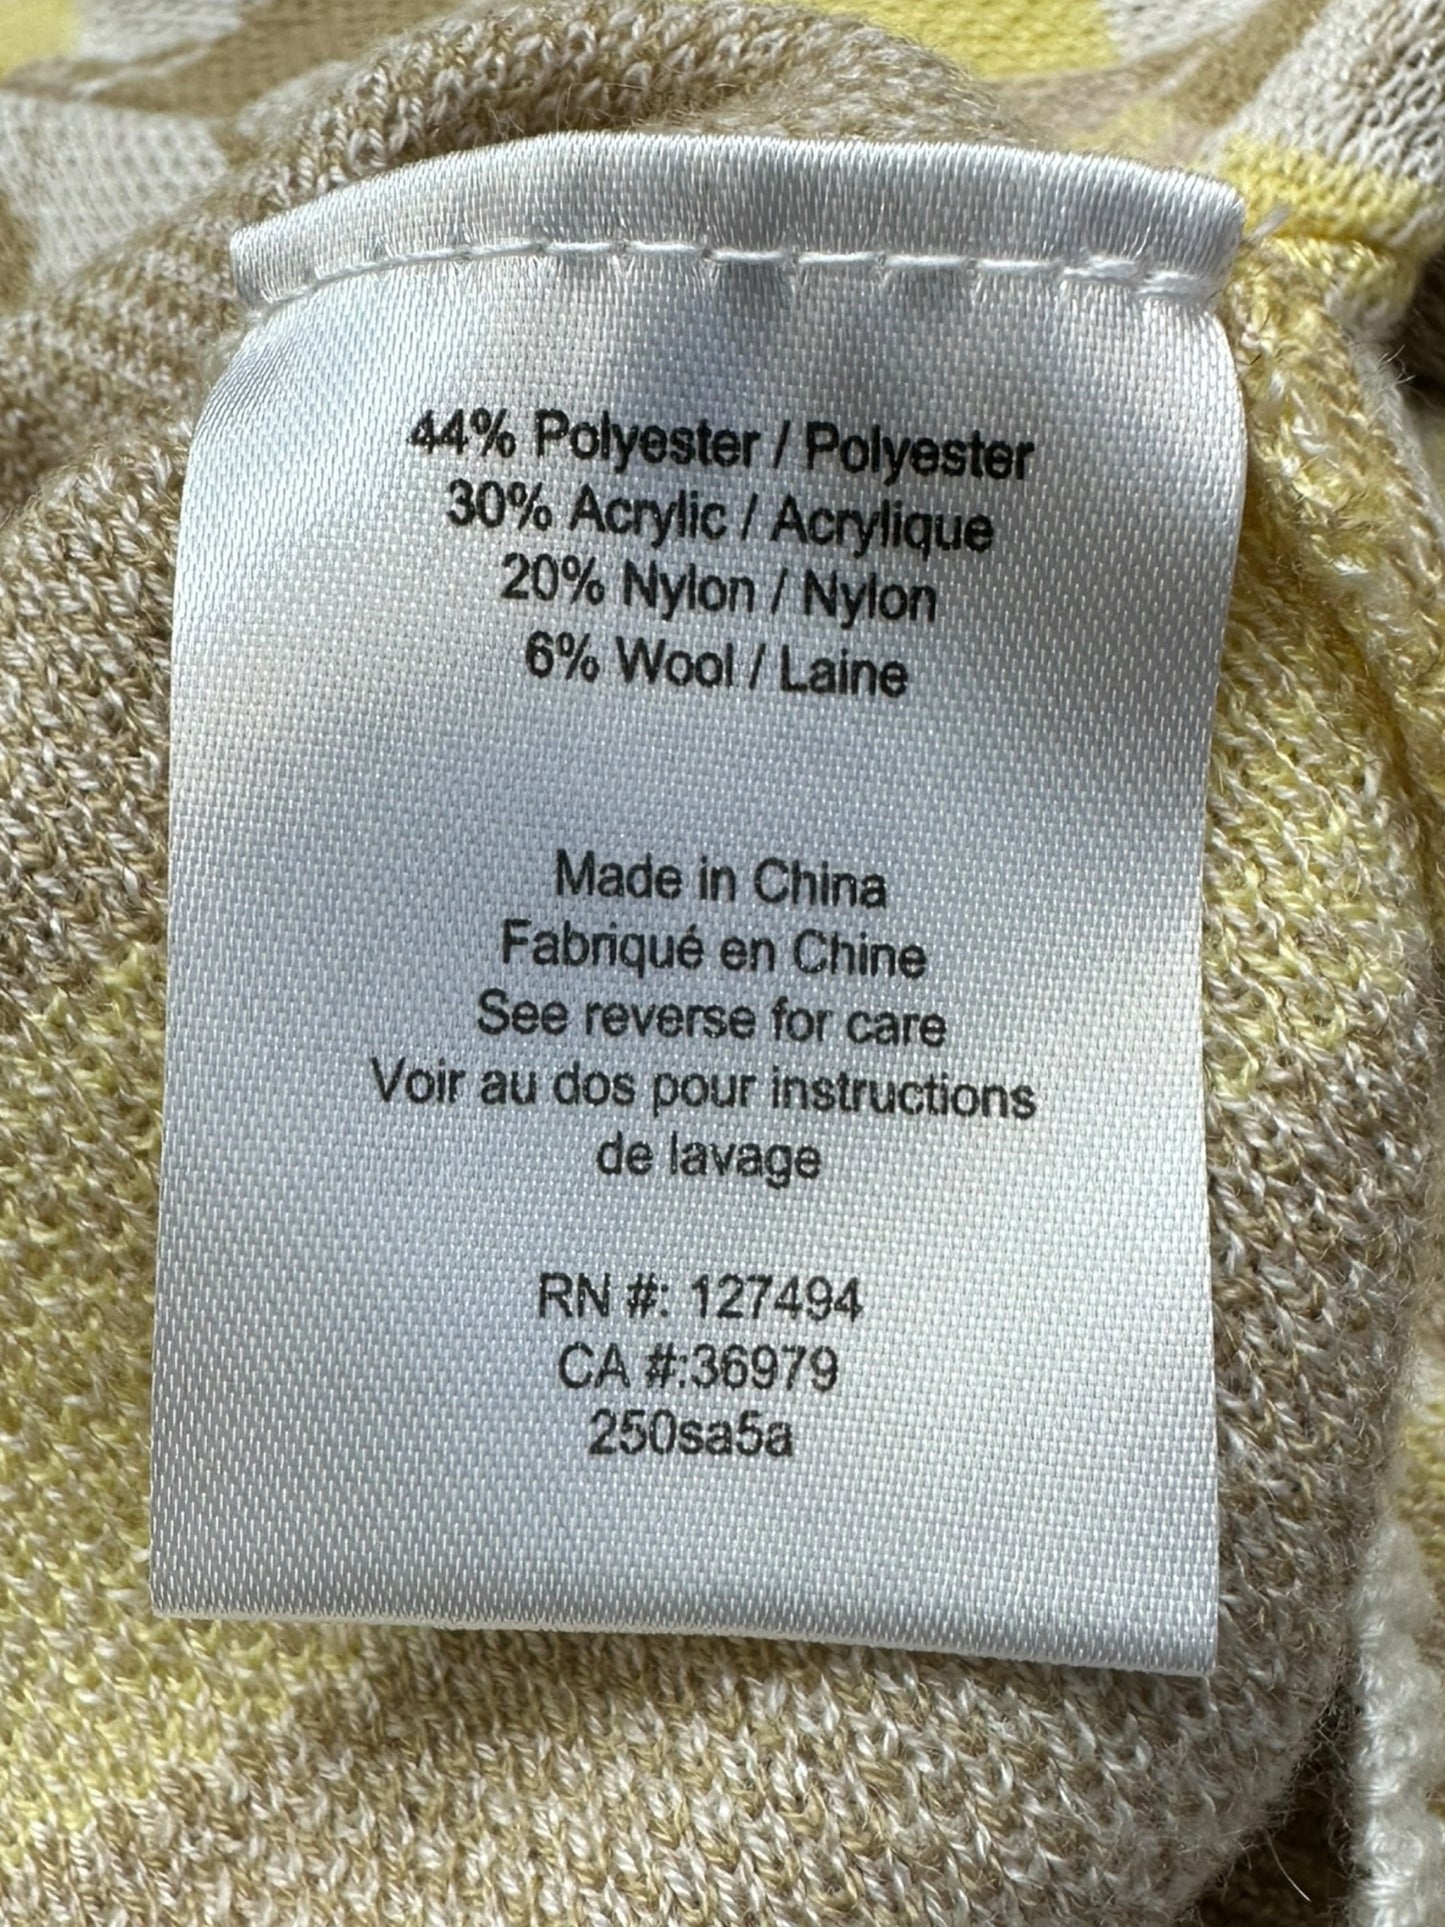 44% Polyester / Polyester
30% Acrylic / Acrylique
20% Nylon / Nylon
6% Wool / Laine
Made in China
Fabriqué en Chine
See reverse for care
Voir au dos pour instructions
de lavage
RN #: 127494
CA #:36979
250sa5a